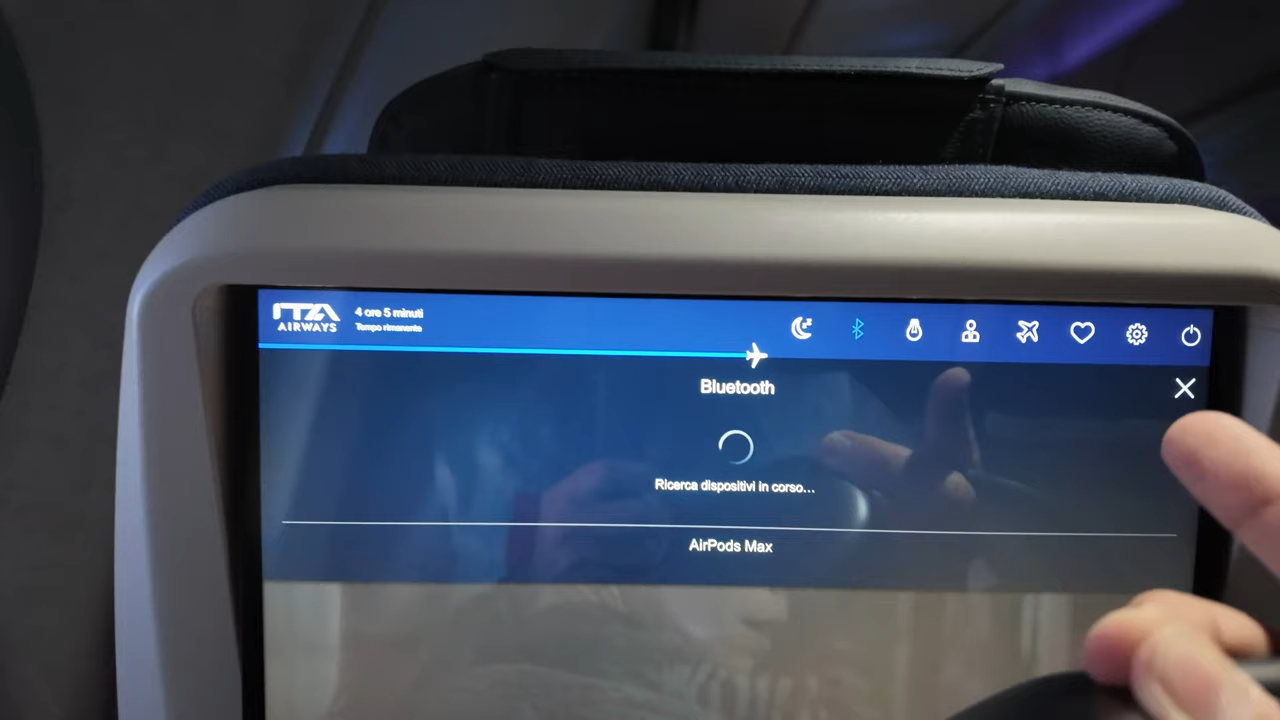 ITA
AIRWAYS
4 ore 5 minuti
Tempo rimanente
Bluetooth
Ricerca dispositivi in corso...
AirPods Max